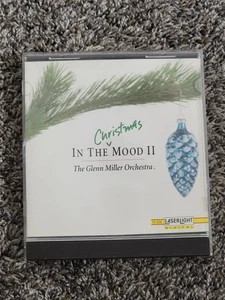 Christmas
IN THE MOOD II
The Glenn Miller Orchestra.
LASERLIGHT
DIGITAL